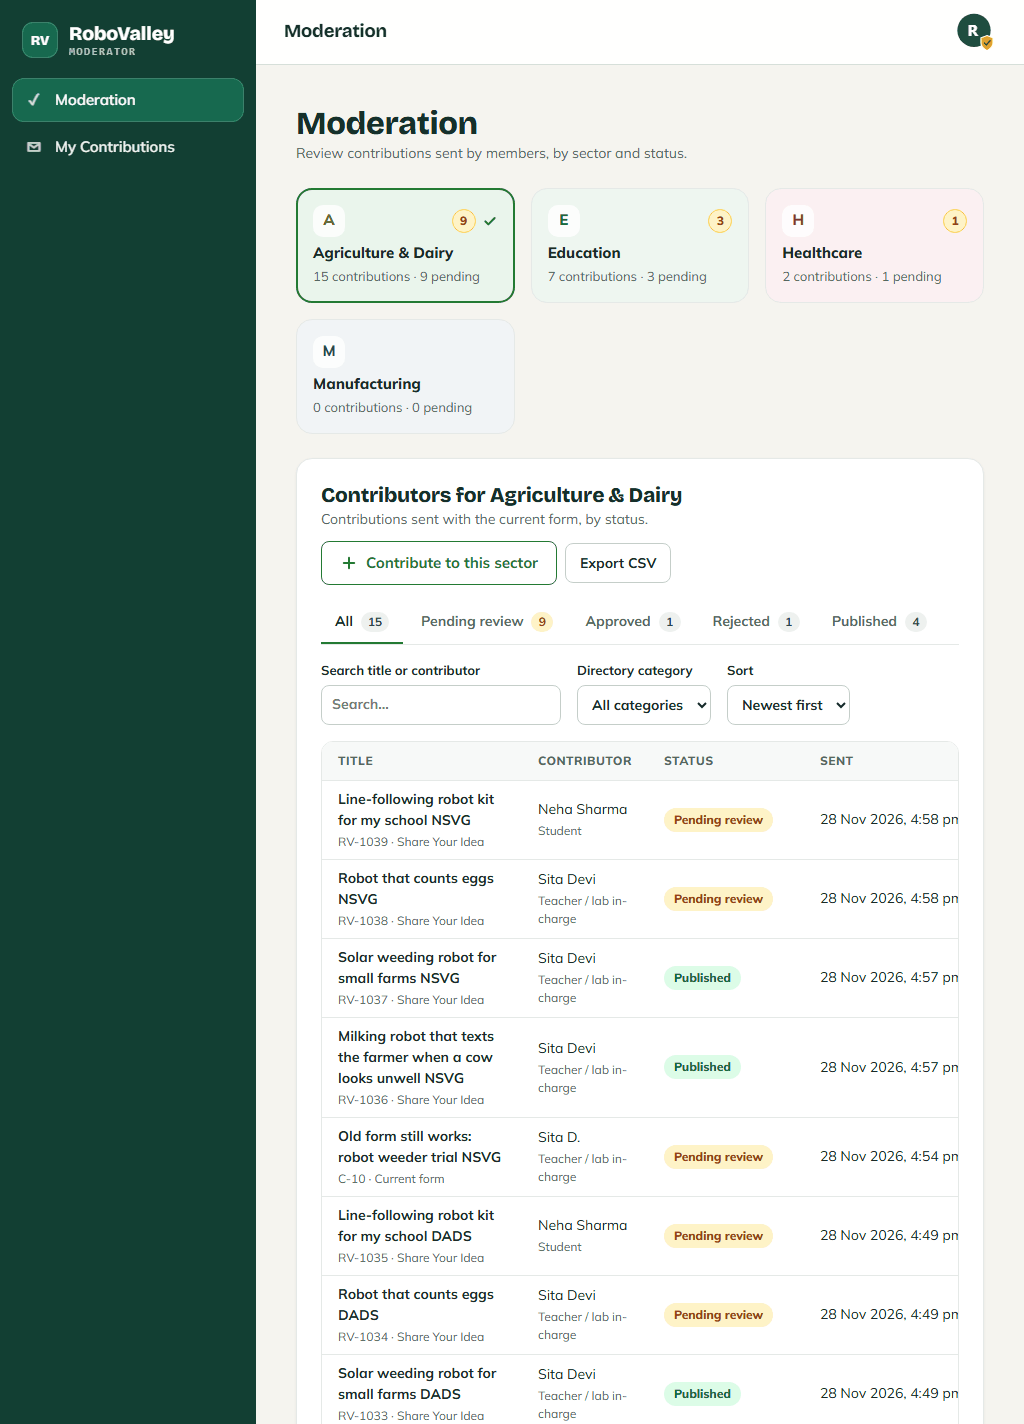 RV
RoboValley
MODERATOR
Moderation
My Contributions
Moderation
R
Moderation
Review contributions sent by members, by sector and status.
A
9
Agriculture & Dairy
15 contributions · 9 pending
E
3
Education
7 contributions · 3 pending
H
1
Healthcare
2 contributions · 1 pending
M
Manufacturing
0 contributions · 0 pending
Contributors for Agriculture & Dairy
Contributions sent with the current form, by status.
+ Contribute to this sector
Export CSV
All 15 Pending review 9 Approved 1 Rejected 1 Published 4
Search title or contributor
Search...
Directory category
All categories
Sort
Newest first
TITLE CONTRIBUTOR STATUS SENT
Line-following robot kit
for my school NSVG
RV-1039 · Share Your Idea
Neha Sharma
Student
Pending review
28 Nov 2026, 4:58 pm
Robot that counts eggs
NSVG
RV-1038 · Share Your Idea
Sita Devi
Teacher / lab in-
charge
Pending review
28 Nov 2026, 4:58 pm
Solar weeding robot for
small farms NSVG
RV-1037 · Share Your Idea
Sita Devi
Teacher / lab in-
charge
Published
28 Nov 2026, 4:57 pm
Milking robot that texts
the farmer when a cow
looks unwell NSVG
RV-1036 · Share Your Idea
Sita Devi
Teacher / lab in-
charge
Published
28 Nov 2026, 4:57 pm
Old form still works:
robot weeder trial NSVG
C-10 · Current form
Sita D.
Teacher / lab in-
charge
Pending review
28 Nov 2026, 4:54 pm
Line-following robot kit
for my school DADS
RV-1035 · Share Your Idea
Neha Sharma
Student
Pending review
28 Nov 2026, 4:49 pm
Robot that counts eggs
DADS
RV-1034 · Share Your Idea
Sita Devi
Teacher / lab in-
charge
Pending review
28 Nov 2026, 4:49 pm
Solar weeding robot for
small farms DADS
RV-1033 · Share Your Idea
Sita Devi
Teacher / lab in-
charge
Published
28 Nov 2026, 4:49 pm